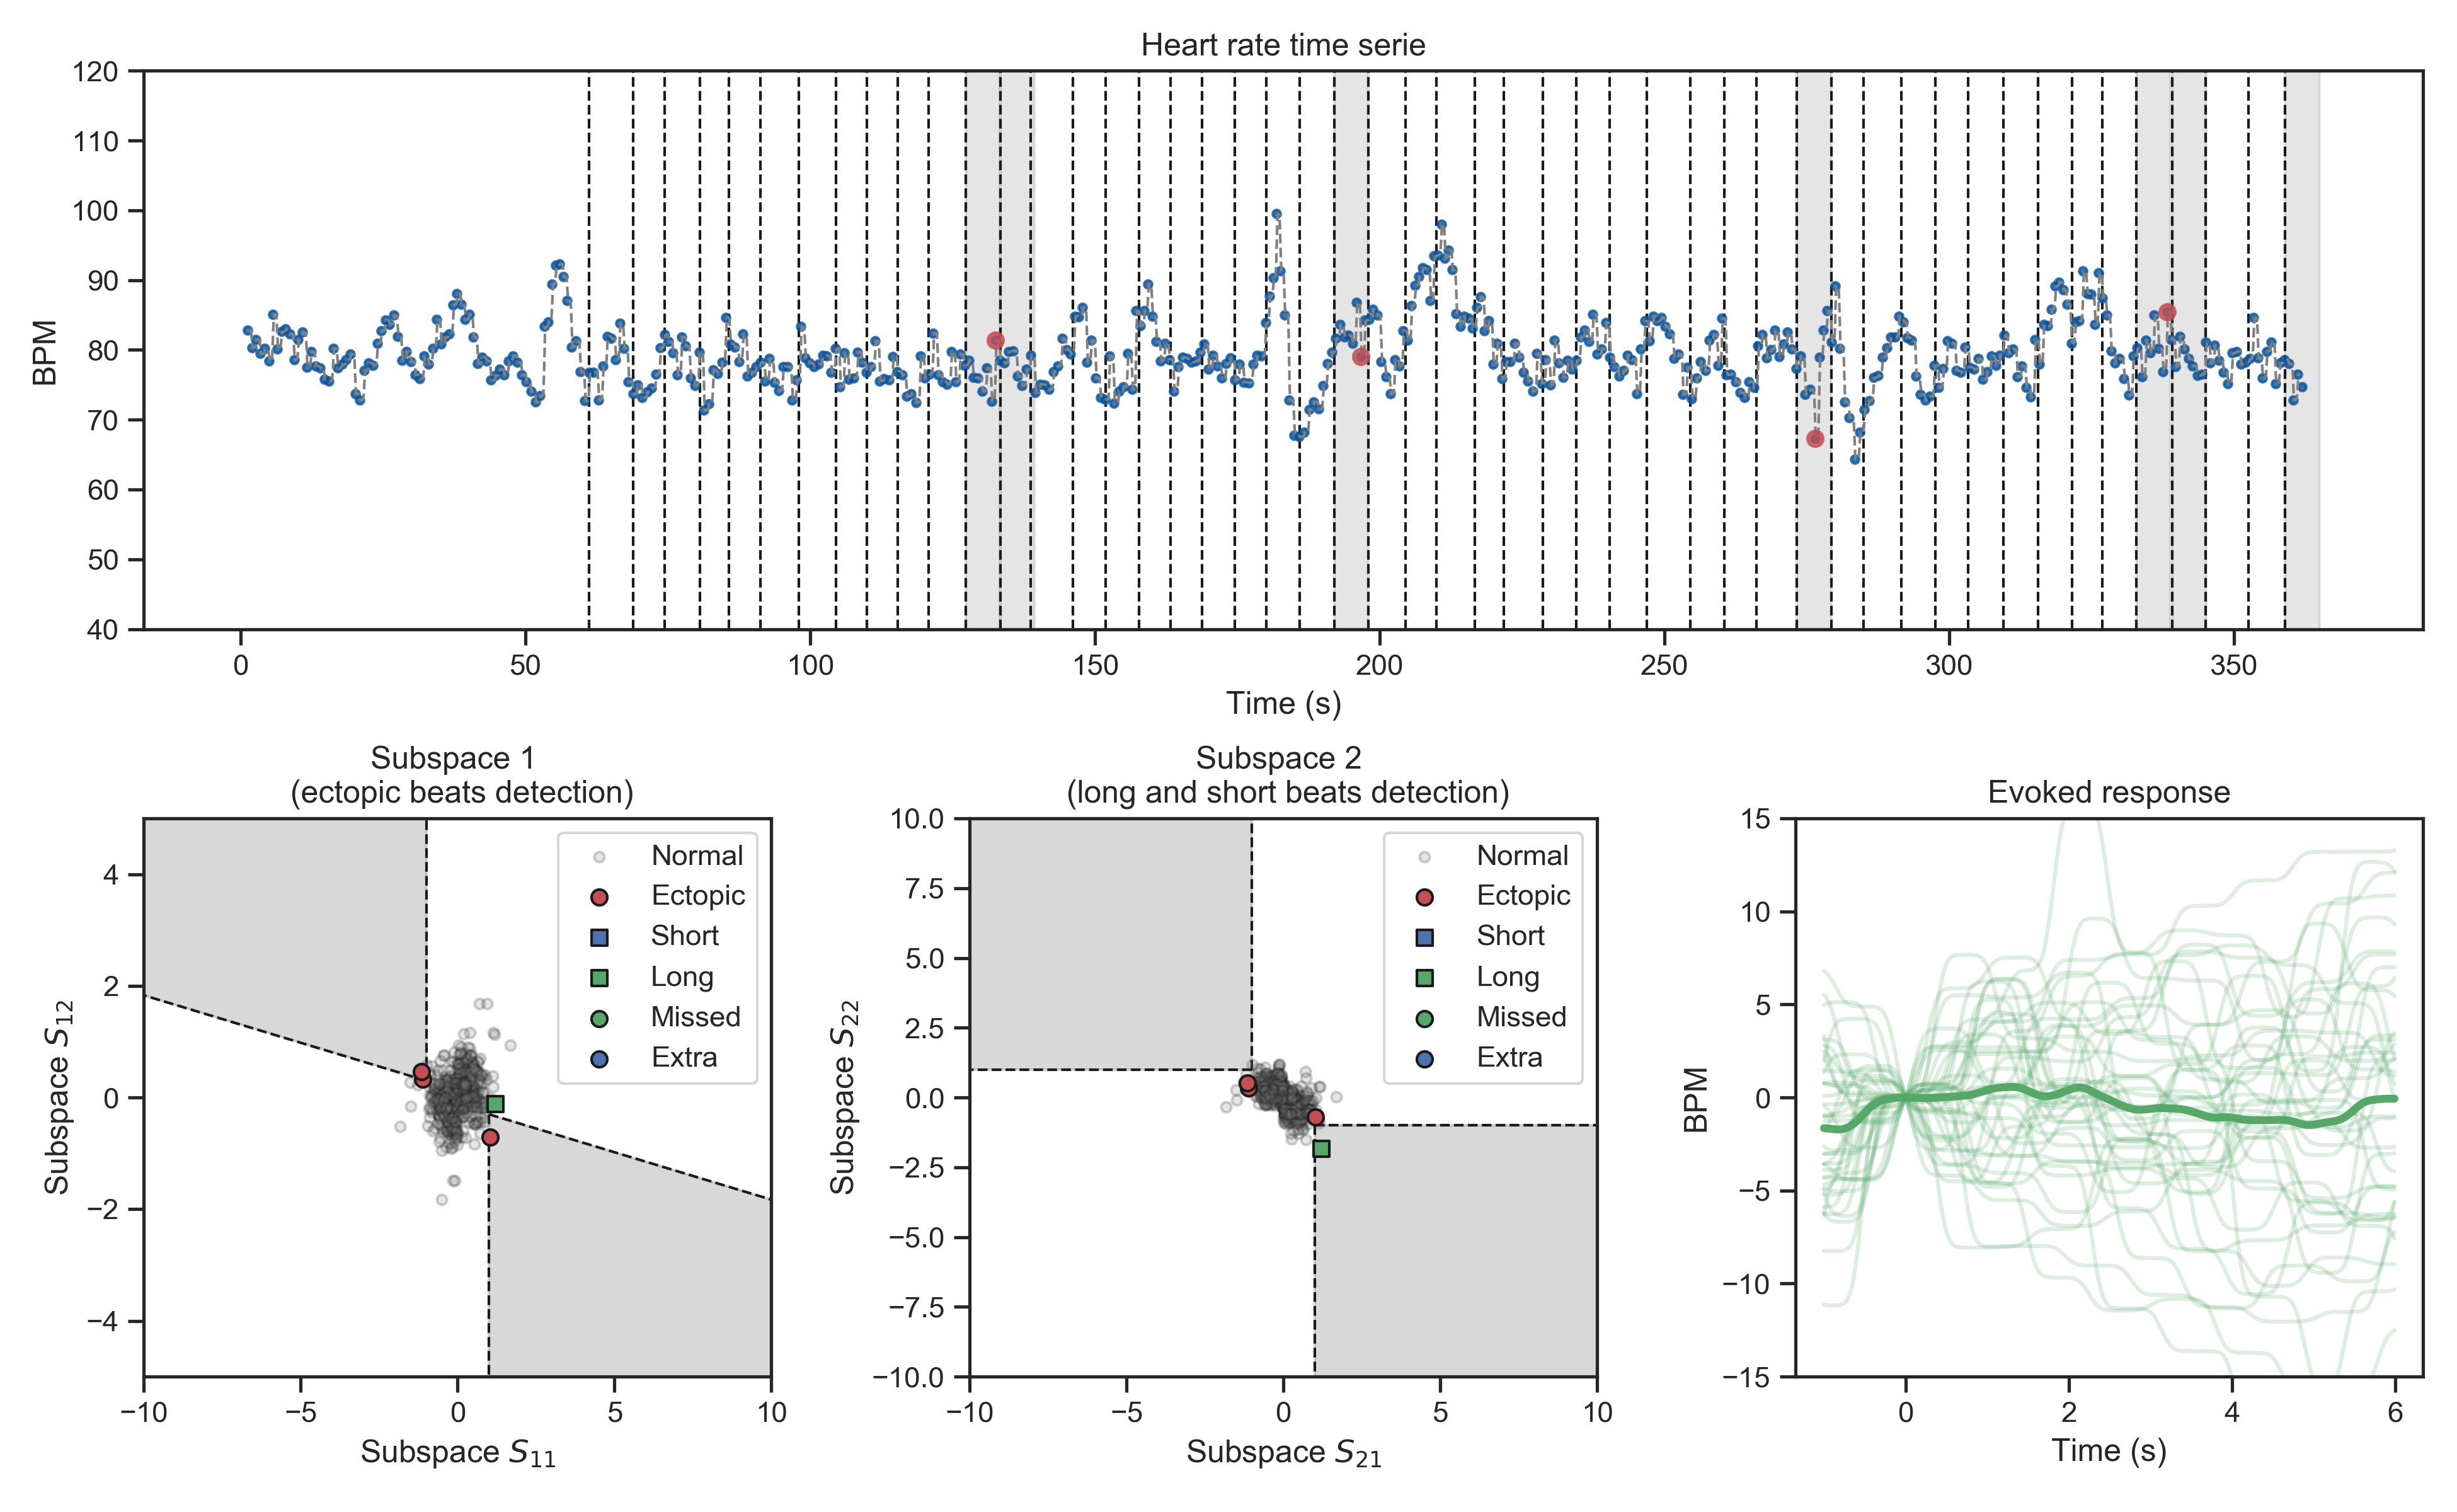 Heart rate time serie
120
110
100
90
80
70
60
50
40
BPM
0 50 100 150 200 250 300 350
Time (s)
Subspace 1
(ectopic beats detection)
4
2
0
−2
−4
Subspace S12
Normal
Ectopic
Short
Long
Missed
Extra
−10 −5 0 5 10
Subspace S11
Subspace 2
(long and short beats detection)
10.0
7.5
5.0
2.5
0.0
−2.5
−5.0
−7.5
−10.0
Subspace S22
Normal
Ectopic
Short
Long
Missed
Extra
−10 −5 0 5 10
Subspace S21
Evoked response
15
10
5
0
−5
−10
−15
BPM
0 2 4 6
Time (s)